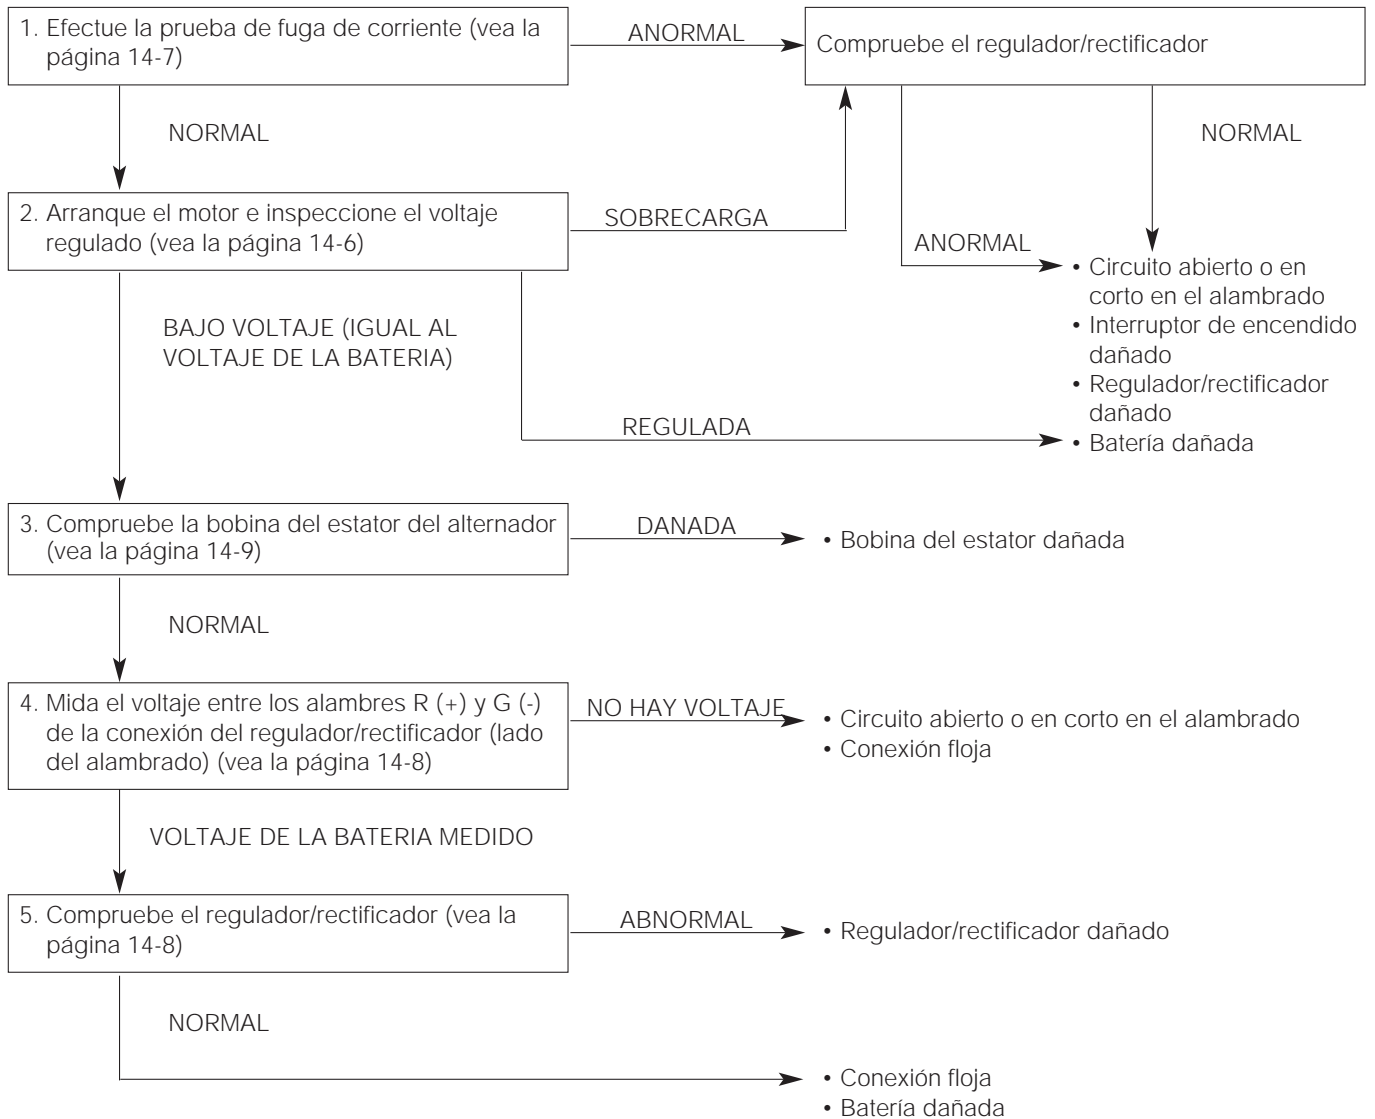 1. Efectue la prueba de fuga de corriente (vea la
página 14-7)
ANORMAL
Compruebe el regulador/rectificador
NORMAL
NORMAL
2. Arranque el motor e inspeccione el voltaje
regulado (vea la página 14-6)
SOBRECARGA
ANORMAL
• Circuito abierto o en
corto en el alambrado
• Interruptor de encendido
dañado
• Regulador/rectificador
dañado
• Batería dañada
BAJO VOLTAJE (IGUAL AL
VOLTAJE DE LA BATERIA)
REGULADA
3. Compruebe la bobina del estator del alternador
(vea la página 14-9)
DANADA
• Bobina del estator dañada
NORMAL
4. Mida el voltaje entre los alambres R (+) y G (-)
de la conexión del regulador/rectificador (lado
del alambrado) (vea la página 14-8)
NO HAY VOLTAJE
• Circuito abierto o en corto en el alambrado
• Conexión floja
VOLTAJE DE LA BATERIA MEDIDO
5. Compruebe el regulador/rectificador (vea la
página 14-8)
ABNORMAL
• Regulador/rectificador dañado
NORMAL
• Conexión floja
• Batería dañada